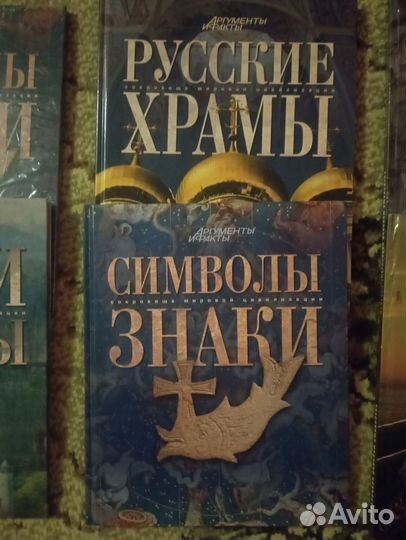 АРГУМЕНТЫ
И ФАКТЫ
РУССКИЕ
сокровища мировой цивилизации
ХРАМЫ
АРГУМЕНТЫ
И ФАКТЫ
СИМВОЛЫ
сокровища мировой цивилизации
ЗНАКИ
Ы
И
И
Ы
Avito